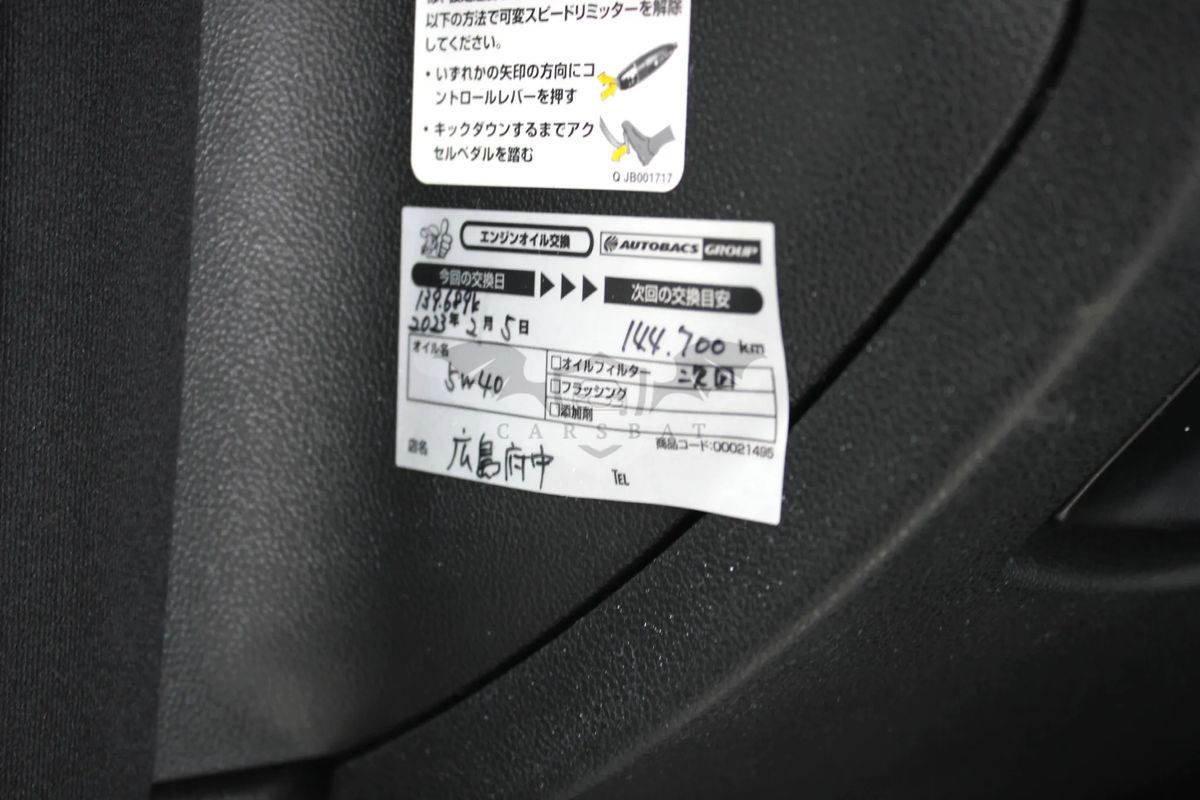 以下の方法で可変スピードリミッターを解除
してください。
・いずれかの矢印の方向にコ
ントロールレバーを押す
・キックダウンするまでアク
セルペダルを踏む
Q JB001717
エンジンオイル交換 AUTOBACS GROUP
今回の交換日 次回の交換目安
139.689k
2023年 2月 5日 144.700 km
オイル名 □オイルフィルター 次回
5W40 □フラッシング
□添加剤
CARSBAT
商品コード:00021495
店名 広島府中 TEL